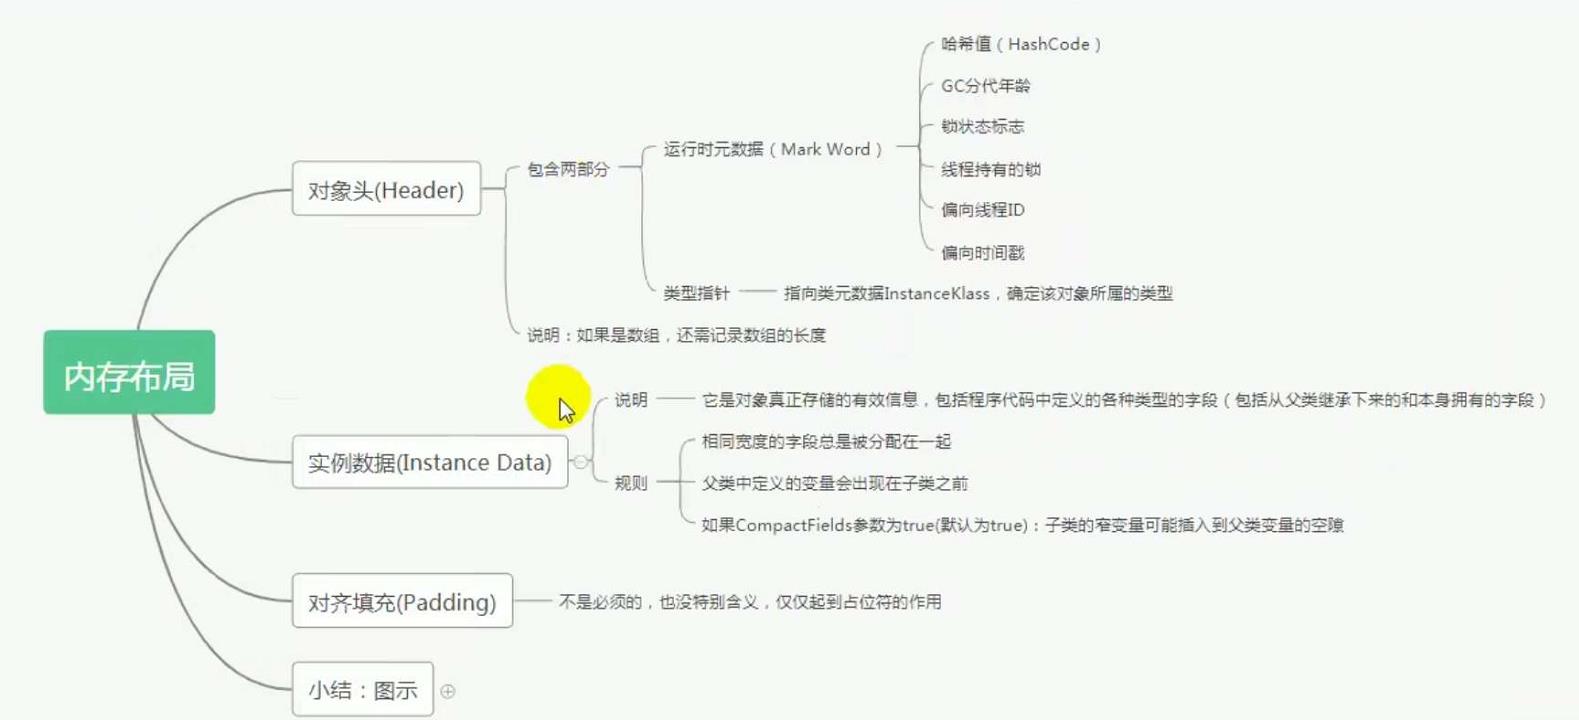 内存布局
对象头(Header)
包含两部分
运行时元数据（Mark Word）
哈希值（HashCode）
GC分代年龄
锁状态标志
线程持有的锁
偏向线程ID
偏向时间戳
类型指针
指向类元数据InstanceKlass，确定该对象所属的类型
说明：如果是数组，还需记录数组的长度
实例数据(Instance Data)
说明
它是对象真正存储的有效信息，包括程序代码中定义的各种类型的字段（包括从父类继承下来的和本身拥有的字段）
规则
相同宽度的字段总是被分配在一起
父类中定义的变量会出现在子类之前
如果CompactFields参数为true(默认为true)：子类的窄变量可能插入到父类变量的空隙
对齐填充(Padding)
不是必须的，也没特别含义，仅仅起到占位符的作用
小结：图示